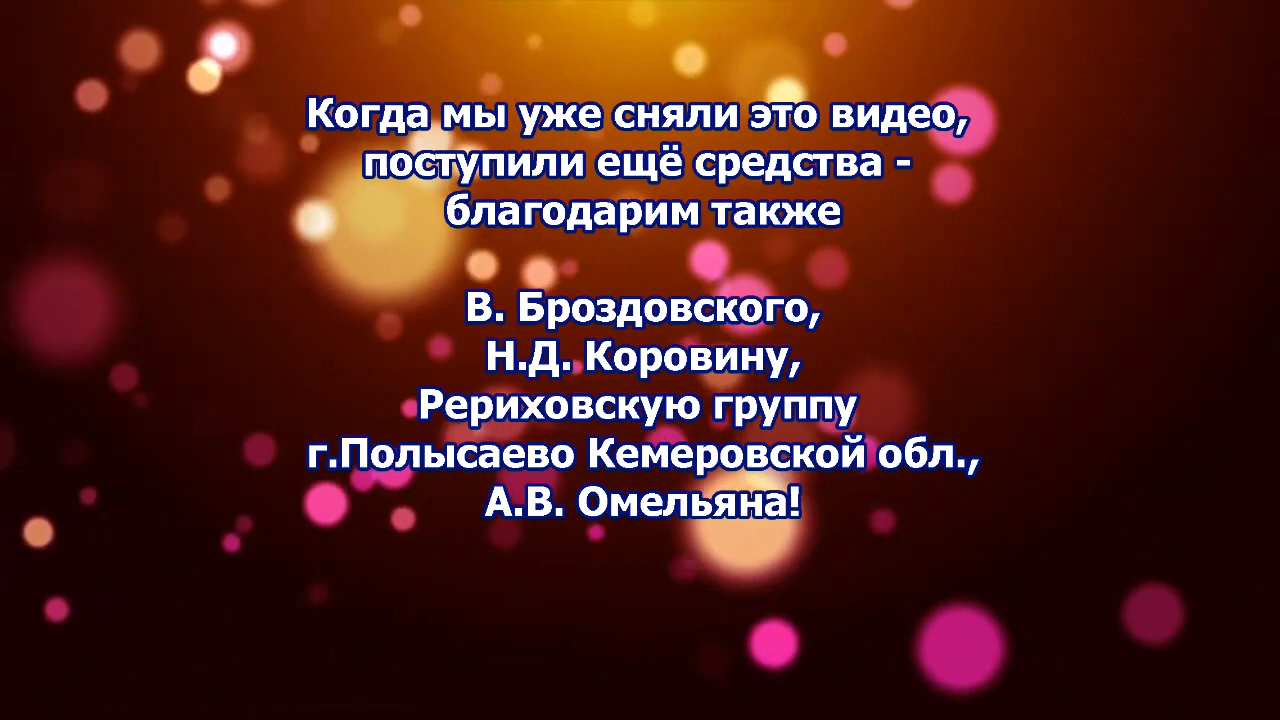 Когда мы уже сняли это видео,
поступили ещё средства -
благодарим также
В. Броздовского,
Н.Д. Коровину,
Рериховскую группу
г.Полысаево Кемеровской обл.,
А.В. Омельяна!